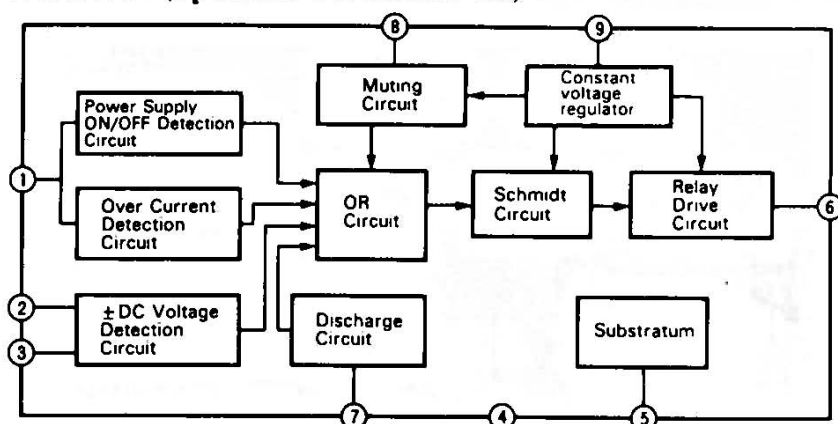 8
9
Muting
Circuit
Constant
voltage
regulator
Power Supply
ON/OFF Detection
Circuit
1
Over Current
Detection
Circuit
OR
Circuit
Schmidt
Circuit
Relay
Drive
Circuit
6
2
3
± DC Voltage
Detection
Circuit
Discharge
Circuit
Substratum
7
4
5